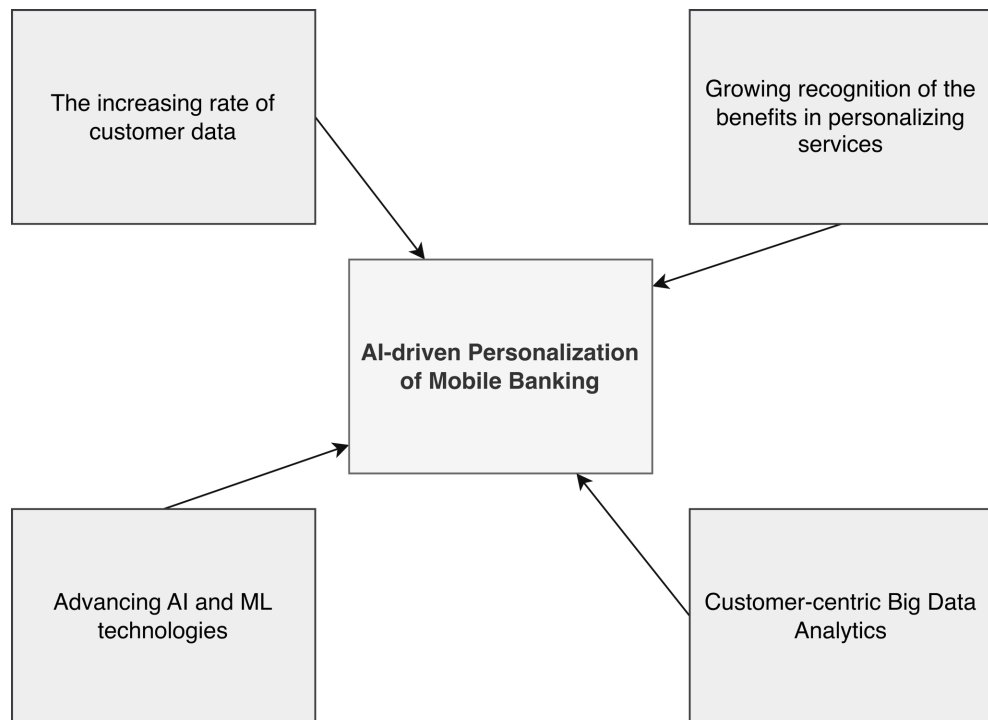 The increasing rate of
customer data
Growing recognition of the
benefits in personalizing
services
AI-driven Personalization
of Mobile Banking
Advancing AI and ML
technologies
Customer-centric Big Data
Analytics